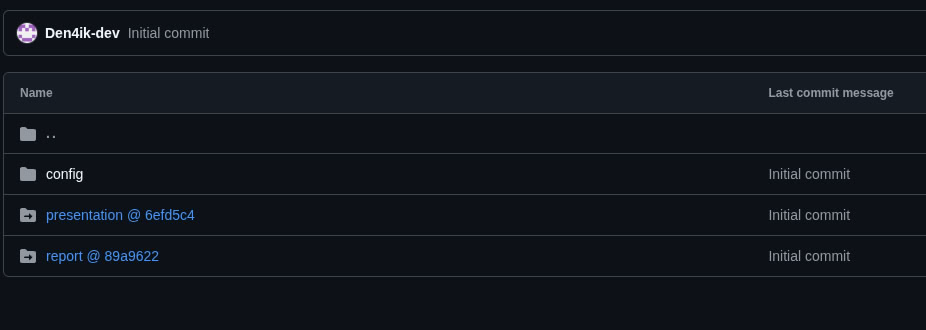 Den4ik-dev Initial commit
Name Last commit message
..
config Initial commit
presentation @ 6efd5c4 Initial commit
report @ 89a9622 Initial commit